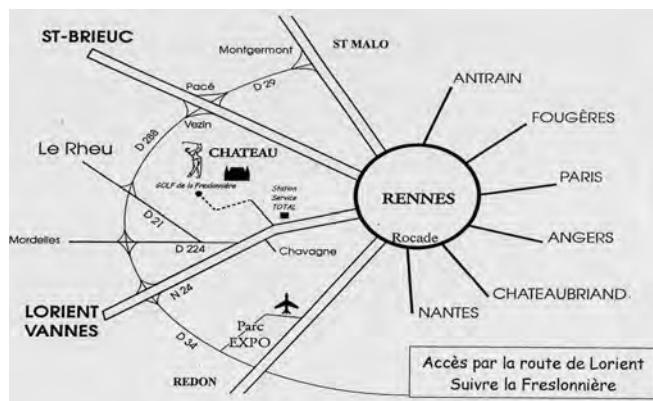 ST-BRIEUC
ST MALO
Montgermont
Pacé
D 29
ANTRAIN
Vezin
FOUGÈRES
D 288
Le Rheu
CHATEAU
GOLF de la Freslonnière
Station
Service
TOTAL
RENNES
PARIS
D 21
Rocade
ANGERS
Mordelles
D 224
Chavagne
N 24
LORIENT
VANNES
CHATEAUBRIAND
NANTES
Parc
EXPO
D 34
REDON
Accès par la route de Lorient
Suivre la Freslonnière